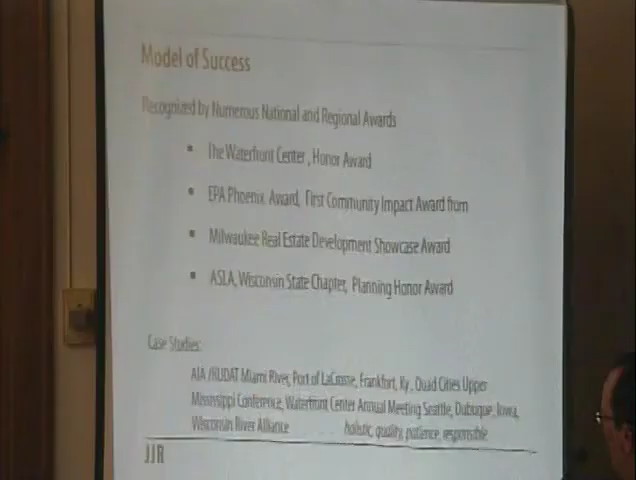 Model of Success
Recognized by Numerous National and Regional Awards
• The Waterfront Center , Honor Award
• EPA Phoenix Award, First Community Impact Award from
• Milwaukee Real Estate Development Showcase Award
• ASLA, Wisconsin State Chapter, Planning Honor Award
Case Studies:
AIA /RUDAT Miami River, Port of LaCrosse, Frankfort, Ky , Quad Cities Upper
Mississippi Conference, Waterfront Center Annual Meeting Seattle, Dubuque, Iowa,
Wisconsin River Alliance holistic, quality, patience, responsible
JJR